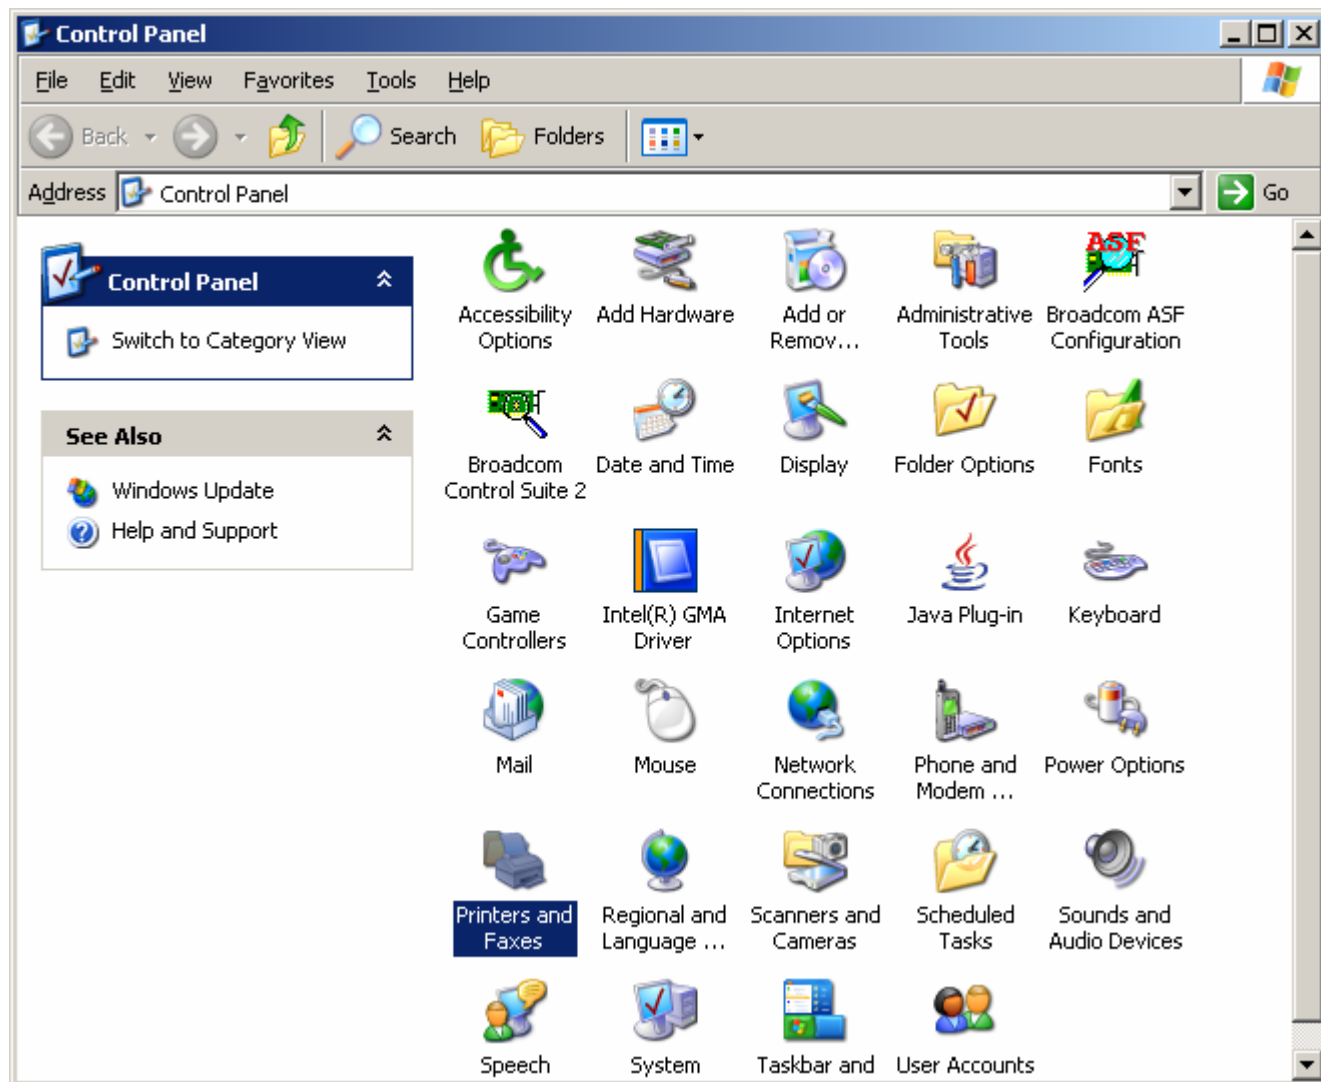 Control Panel
File Edit View Favorites Tools Help
Back Search Folders
Address Control Panel Go
Control Panel
Switch to Category View
See Also
Windows Update
Help and Support
Accessibility Options
Add Hardware
Add or Remov...
Administrative Tools
ASF
Broadcom ASF Configuration
Broadcom Control Suite 2
Date and Time
Display
Folder Options
Fonts
Game Controllers
Intel(R) GMA Driver
Internet Options
Java Plug-in
Keyboard
Mail
Mouse
Network Connections
Phone and Modem ...
Power Options
Printers and Faxes
Regional and Language ...
Scanners and Cameras
Scheduled Tasks
Sounds and Audio Devices
Speech
System
Taskbar and
User Accounts